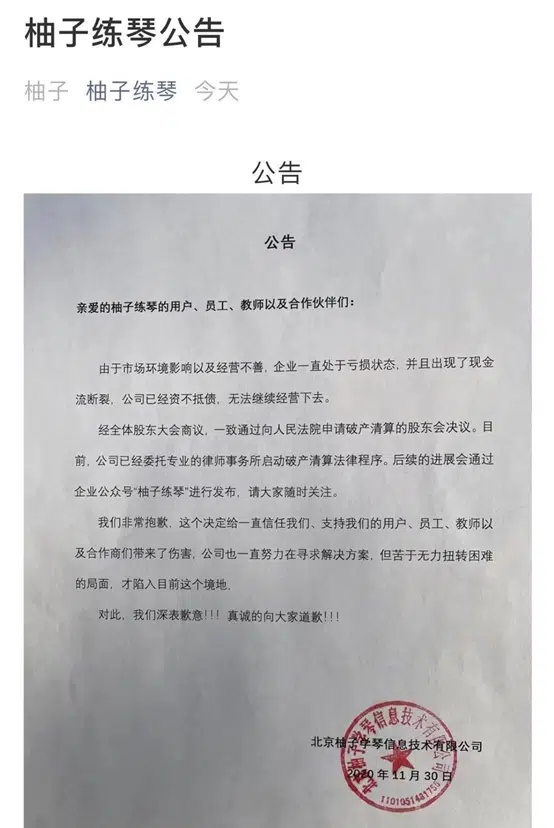 柚子练琴公告
柚子 柚子练琴 今天
公告
公告
亲爱的柚子练琴的用户、员工、教师以及合作伙伴们：
由于市场环境影响以及经营不善，企业一直处于亏损状态，并且出现了现金
流断裂，公司已经资不抵债，无法继续经营下去。
经全体股东大会商议，一致通过向人民法院申请破产清算的股东会决议。目
前，公司已经委托专业的律师事务所启动破产清算法律程序。后续的进展会通过
企业公众号“柚子练琴”进行发布，请大家随时关注。
我们非常抱歉，这个决定给一直信任我们、支持我们的用户、员工、教师以
及合作商们带来了伤害，公司也一直努力在寻求解决方案，但苦于无力扭转困难
的局面，才陷入目前这个境地，
对此，我们深表歉意！！！真诚的向大家道歉！！！
北京柚子学琴信息技术有限公司
2020 年 11 月 30 日
北京柚子学琴信息技术有限公司